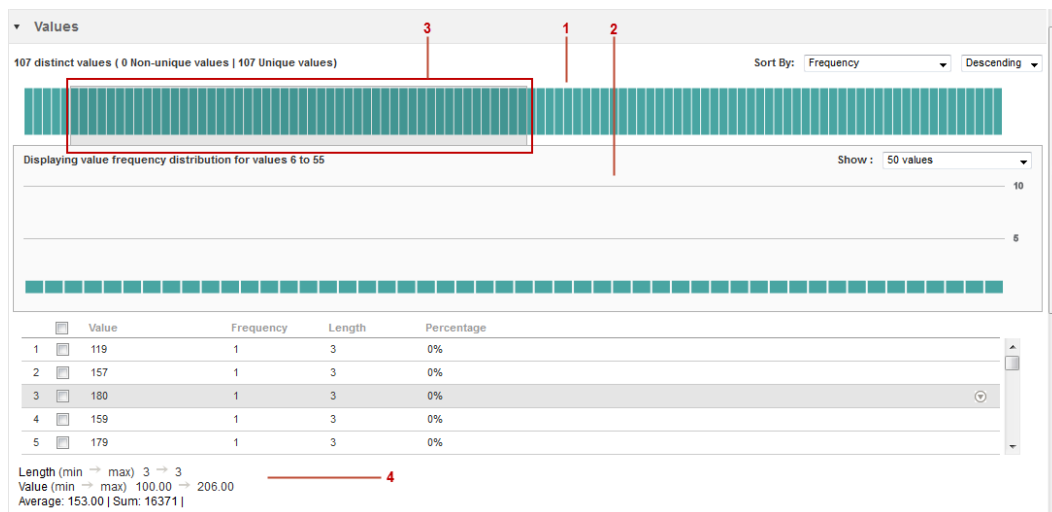 Values
3 1 2
107 distinct values ( 0 Non-unique values | 107 Unique values) Sort By: Frequency Descending
Displaying value frequency distribution for values 6 to 55 Show : 50 values
10
5
Value Frequency Length Percentage
1 119 1 3 0%
2 157 1 3 0%
3 180 1 3 0%
4 159 1 3 0%
5 179 1 3 0%
Length (min → max) 3 → 3
Value (min → max) 100.00 → 206.00
4
Average: 153.00 | Sum: 16371 |